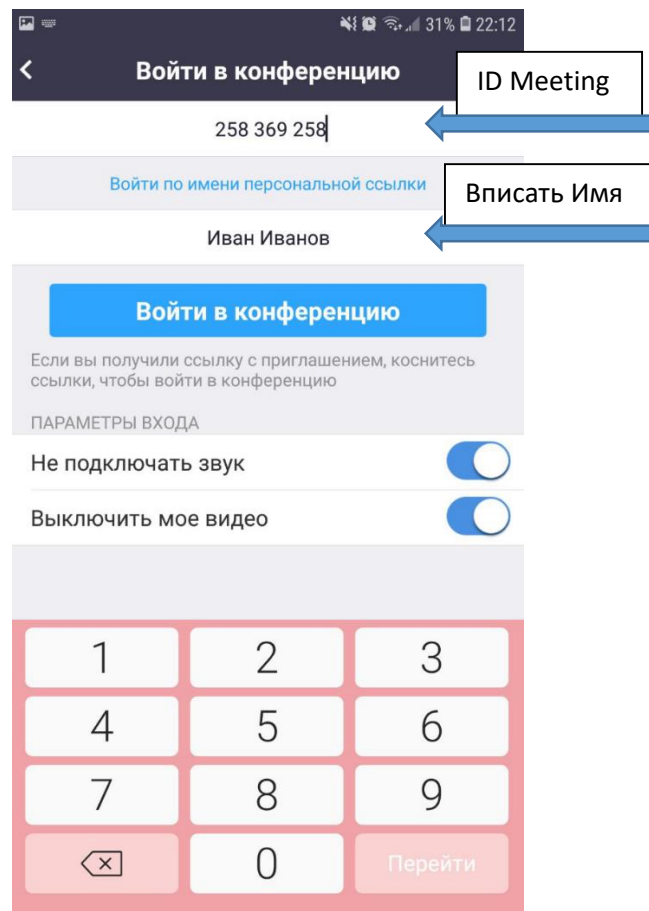 31% 22:12
Войти в конференцию
ID Meeting
258 369 258
Войти по имени персональной ссылки
Вписать Имя
Иван Иванов
Войти в конференцию
Если вы получили ссылку с приглашением, коснитесь
ссылки, чтобы войти в конференцию
ПАРАМЕТРЫ ВХОДА
Не подключать звук
Выключить мое видео
1 2 3
4 5 6
7 8 9
0 Перейти